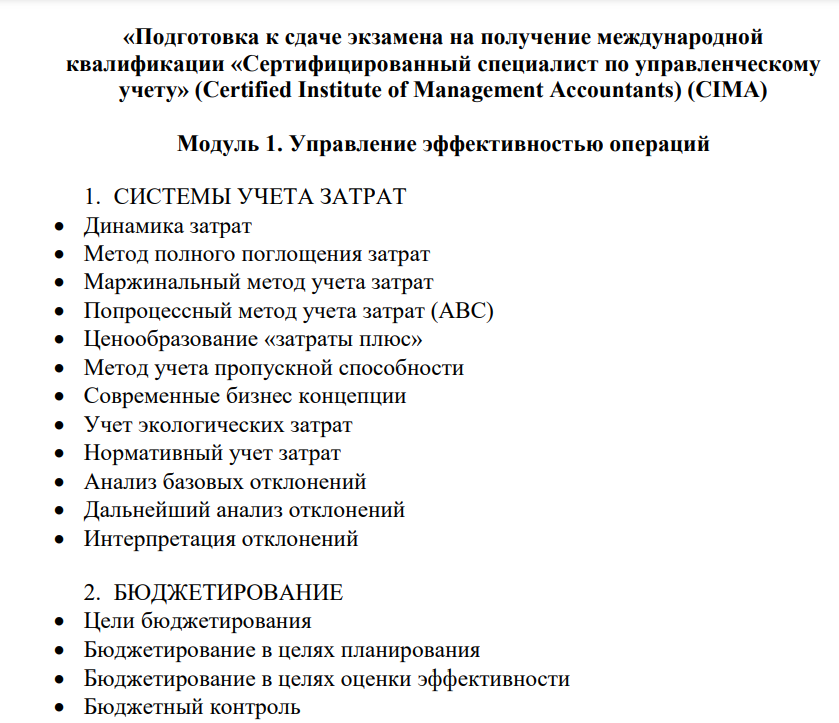 «Подготовка к сдаче экзамена на получение международной
квалификации «Сертифицированный специалист по управленческому
учету» (Certified Institute of Management Accountants) (CIMA)
Модуль 1. Управление эффективностью операций
1. СИСТЕМЫ УЧЕТА ЗАТРАТ
• Динамика затрат
• Метод полного поглощения затрат
• Маржинальный метод учета затрат
• Попроцессный метод учета затрат (ABC)
• Ценообразование «затраты плюс»
• Метод учета пропускной способности
• Современные бизнес концепции
• Учет экологических затрат
• Нормативный учет затрат
• Анализ базовых отклонений
• Дальнейший анализ отклонений
• Интерпретация отклонений
2. БЮДЖЕТИРОВАНИЕ
• Цели бюджетирования
• Бюджетирование в целях планирования
• Бюджетирование в целях оценки эффективности
• Бюджетный контроль